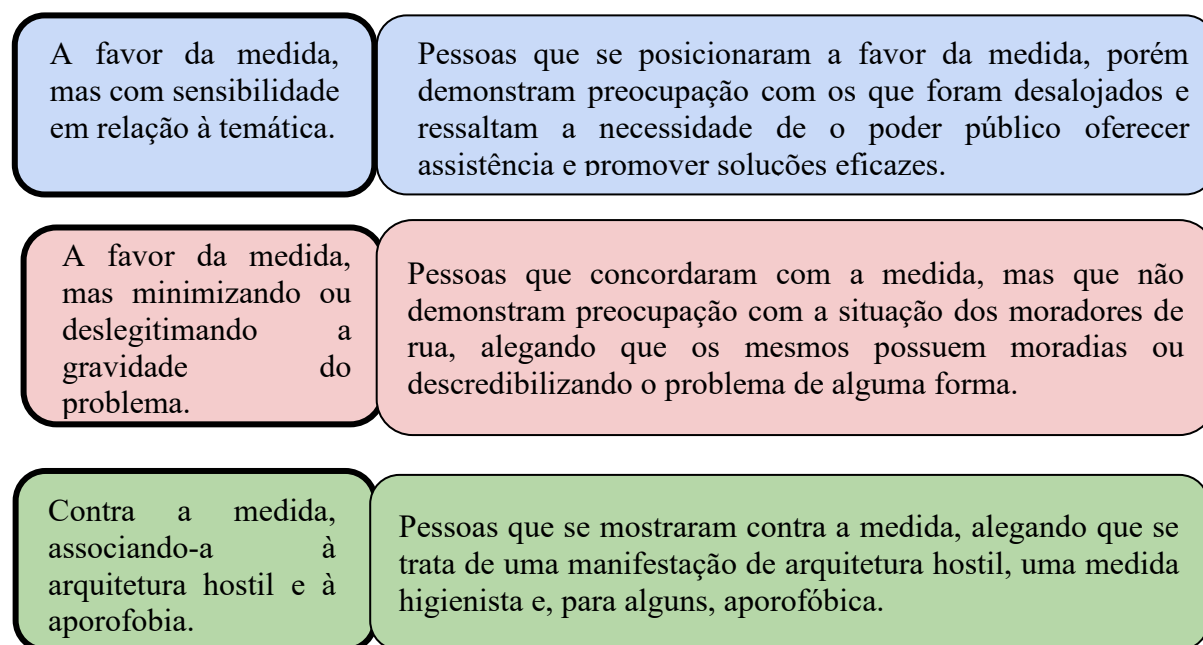 A favor da medida,
mas com sensibilidade
em relação à temática.
Pessoas que se posicionaram a favor da medida, porém
demonstram preocupação com os que foram desalojados e
ressaltam a necessidade de o poder público oferecer
assistência e promover soluções eficazes.
A favor da medida,
mas minimizando ou
deslegitimando a
gravidade do
problema.
Pessoas que concordaram com a medida, mas que não
demonstram preocupação com a situação dos moradores de
rua, alegando que os mesmos possuem moradias ou
descredibilizando o problema de alguma forma.
Contra a medida,
associando-a à
arquitetura hostil e à
aporofobia.
Pessoas que se mostraram contra a medida, alegando que se
trata de uma manifestação de arquitetura hostil, uma medida
higienista e, para alguns, aporofóbica.